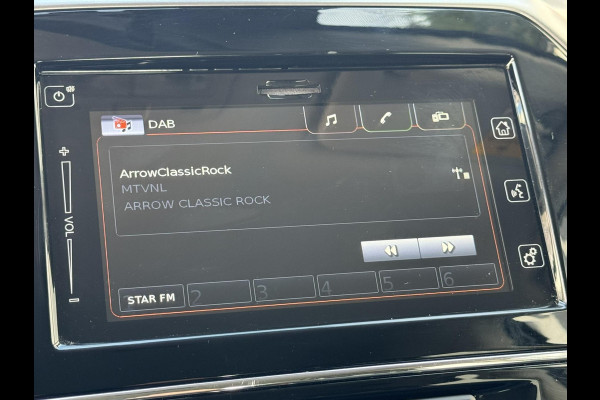 DAB
ArrowClassicRock
MTVNL
ARROW CLASSIC ROCK
+
VOL
−
STAR FM 2 3 4 5 6